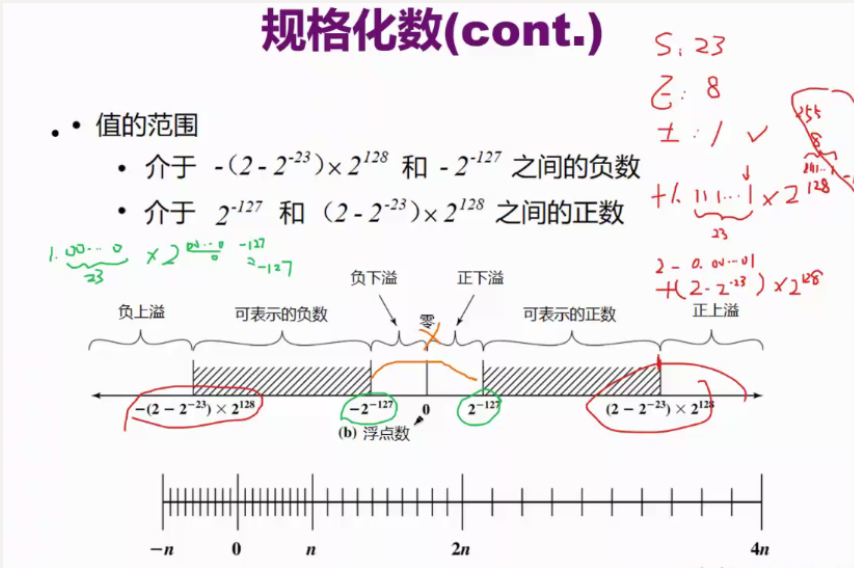 规格化数(cont.)
• 值的范围
• 介于 -(2 - 2^-23) × 2^128 和 - 2^-127 之间的负数
• 介于 2^-127 和 (2 - 2^-23) × 2^128 之间的正数
S: 23
E: 8
±: 1 ✓
255
8
+1. 111...1 × 2^128
23
2 - 0.00...01
+(2 - 2^-23) × 2^128
1. 00...0 × 2^00...0 -127
23
0
2^-127
负下溢 正下溢
负上溢 可表示的负数 零 可表示的正数 正上溢
-(2 - 2^-23) × 2^128 -2^-127 0 2^-127 (2 - 2^-23) × 2^128
(b) 浮点数
-n 0 n 2n 4n